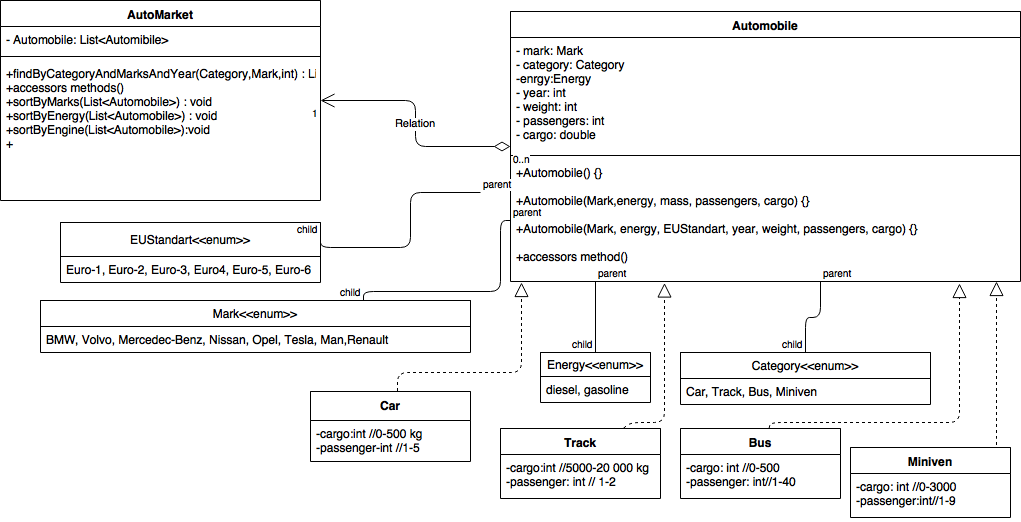 AutoMarket
- Automobile: List<Automibile>
+findByCategoryAndMarksAndYear(Category,Mark,int) : Li
+accessors methods()
+sortByMarks(List<Automobile>) : void
+sortByEnergy(List<Automobile>) : void
+sortByEngine(List<Automobile>):void
+
1
Relation
0..n
Automobile
- mark: Mark
- category: Category
-enrgy:Energy
- year: int
- weight: int
- passengers: int
- cargo: double
+Automobile() {}
+Automobile(Mark,energy, mass, passengers, cargo) {}
+Automobile(Mark, energy, EUStandart, year, weight, passengers, cargo) {}
+accessors method()
parent
child
EUStandart<<enum>>
Euro-1, Euro-2, Euro-3, Euro4, Euro-5, Euro-6
parent
child
Mark<<enum>>
BMW, Volvo, Mercedec-Benz, Nissan, Opel, Tesla, Man,Renault
parent
child
Energy<<enum>>
diesel, gasoline
parent
child
Category<<enum>>
Car, Track, Bus, Miniven
Car
-cargo:int //0-500 kg
-passenger-int //1-5
Track
-cargo:int //5000-20 000 kg
-passenger: int // 1-2
Bus
-cargo: int //0-500
-passenger: int//1-40
Miniven
-cargo: int //0-3000
-passenger:int//1-9